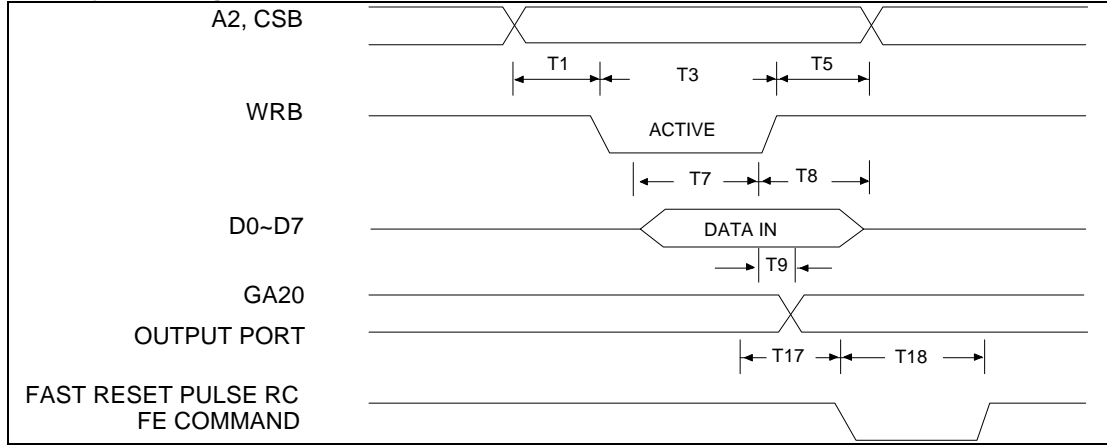 A2, CSB
T1
T3
T5
WRB
ACTIVE
T7
T8
D0~D7
DATA IN
T9
GA20
OUTPUT PORT
T17
T18
FAST RESET PULSE RC
FE COMMAND